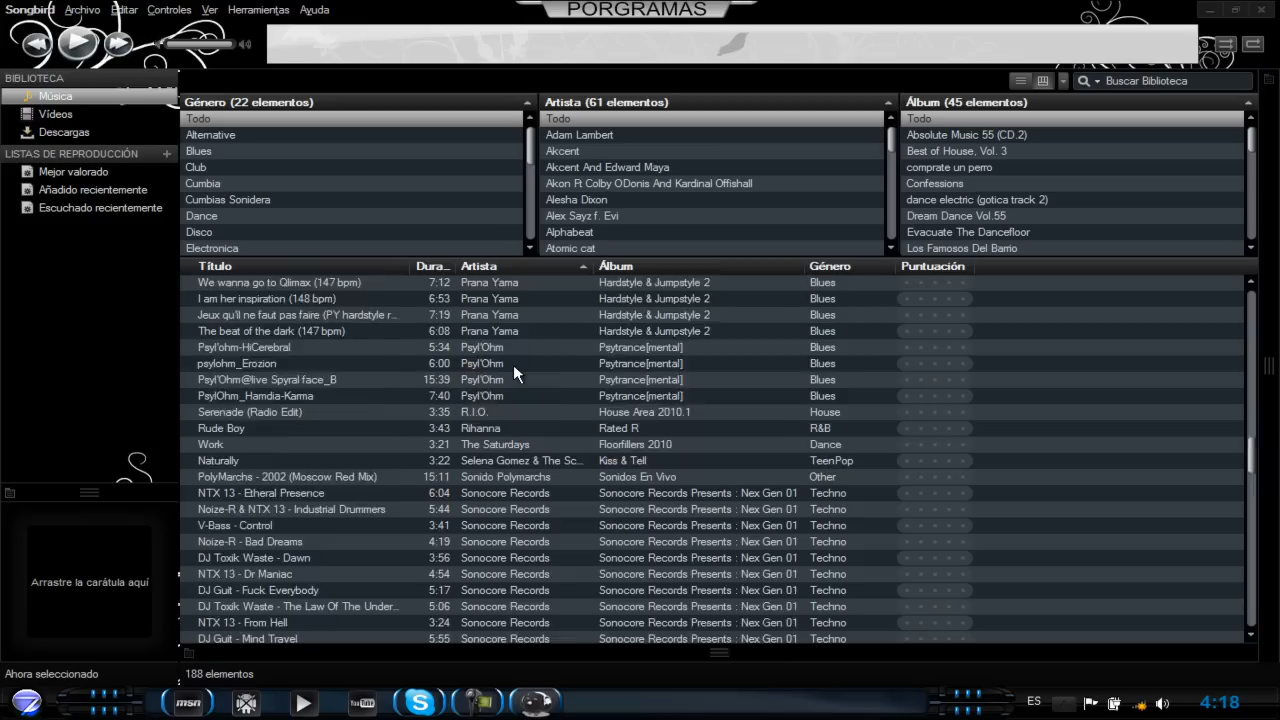 Songbird Archivo Editar Controles Ver Herramientas Ayuda
PORGRAMAS
BIBLIOTECA
Música
Vídeos
Descargas
LISTAS DE REPRODUCCIÓN +
Mejor valorado
Añadido recientemente
Escuchado recientemente
Arrastre la carátula aquí
Ahora seleccionado
Buscar Biblioteca
Género (22 elementos)
Todo
Alternative
Blues
Club
Cumbia
Cumbias Sonidera
Dance
Disco
Electronica
Artista (61 elementos)
Todo
Adam Lambert
Akcent
Akcent And Edward Maya
Akon Ft Colby ODonis And Kardinal Offishall
Alesha Dixon
Alex Sayz f. Evi
Alphabeat
Atomic cat
Álbum (45 elementos)
Todo
Absolute Music 55 (CD.2)
Best of House, Vol. 3
comprate un perro
Confessions
dance electric (gotica track 2)
Dream Dance Vol.55
Evacuate The Dancefloor
Los Famosos Del Barrio
Título Dura... Artista Álbum Género Puntuación
We wanna go to Qlimax (147 bpm) 7:12 Prana Yama Hardstyle & Jumpstyle 2 Blues
I am her inspiration (148 bpm) 6:53 Prana Yama Hardstyle & Jumpstyle 2 Blues
Jeux qu'il ne faut pas faire (PY hardstyle r... 7:19 Prana Yama Hardstyle & Jumpstyle 2 Blues
The beat of the dark (147 bpm) 6:08 Prana Yama Hardstyle & Jumpstyle 2 Blues
Psyl'ohm-HiCerebral 5:34 Psyl'Ohm Psytrance[mental] Blues
psylohm_Erozion 6:00 Psyl'Ohm Psytrance[mental] Blues
Psyl'Ohm@live Spyral face_B 15:39 Psyl'Ohm Psytrance[mental] Blues
PsylOhm_Hamdia-Karma 7:40 Psyl'Ohm Psytrance[mental] Blues
Serenade (Radio Edit) 3:35 R.I.O. House Area 2010.1 House
Rude Boy 3:43 Rihanna Rated R R&B
Work 3:21 The Saturdays Floorfillers 2010 Dance
Naturally 3:22 Selena Gomez & The Sc... Kiss & Tell TeenPop
PolyMarchs - 2002 (Moscow Red Mix) 15:11 Sonido Polymarchs Sonidos En Vivo Other
NTX 13 - Etheral Presence 6:04 Sonocore Records Sonocore Records Presents : Nex Gen 01 Techno
Noize-R & NTX 13 - Industrial Drummers 5:44 Sonocore Records Sonocore Records Presents : Nex Gen 01 Techno
V-Bass - Control 3:41 Sonocore Records Sonocore Records Presents : Nex Gen 01 Techno
Noize-R - Bad Dreams 4:19 Sonocore Records Sonocore Records Presents : Nex Gen 01 Techno
DJ Toxik Waste - Dawn 3:56 Sonocore Records Sonocore Records Presents : Nex Gen 01 Techno
NTX 13 - Dr Maniac 4:54 Sonocore Records Sonocore Records Presents : Nex Gen 01 Techno
DJ Guit - Fuck Everybody 5:17 Sonocore Records Sonocore Records Presents : Nex Gen 01 Techno
DJ Toxik Waste - The Law Of The Under... 5:06 Sonocore Records Sonocore Records Presents : Nex Gen 01 Techno
NTX 13 - From Hell 3:24 Sonocore Records Sonocore Records Presents : Nex Gen 01 Techno
DJ Guit - Mind Travel 5:55 Sonocore Records Sonocore Records Presents : Nex Gen 01 Techno
188 elementos
msn
You Tube
ES
4:18